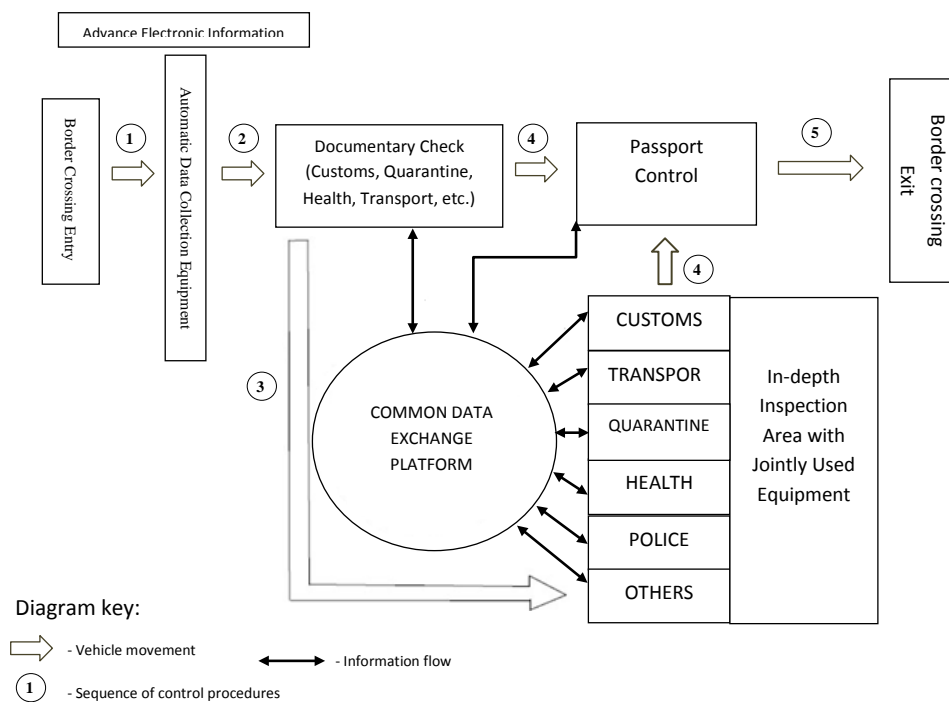 Advance Electronic Information
Border Crossing Entry
1
Automatic Data Collection Equipment
2
Documentary Check
(Customs, Quarantine,
Health, Transport, etc.)
4
Passport
Control
5
Border crossing
Exit
4
3
COMMON DATA
EXCHANGE
PLATFORM
CUSTOMS
TRANSPOR
QUARANTINE
HEALTH
POLICE
OTHERS
In-depth
Inspection
Area with
Jointly Used
Equipment
Diagram key:
- Vehicle movement
- Information flow
1
- Sequence of control procedures